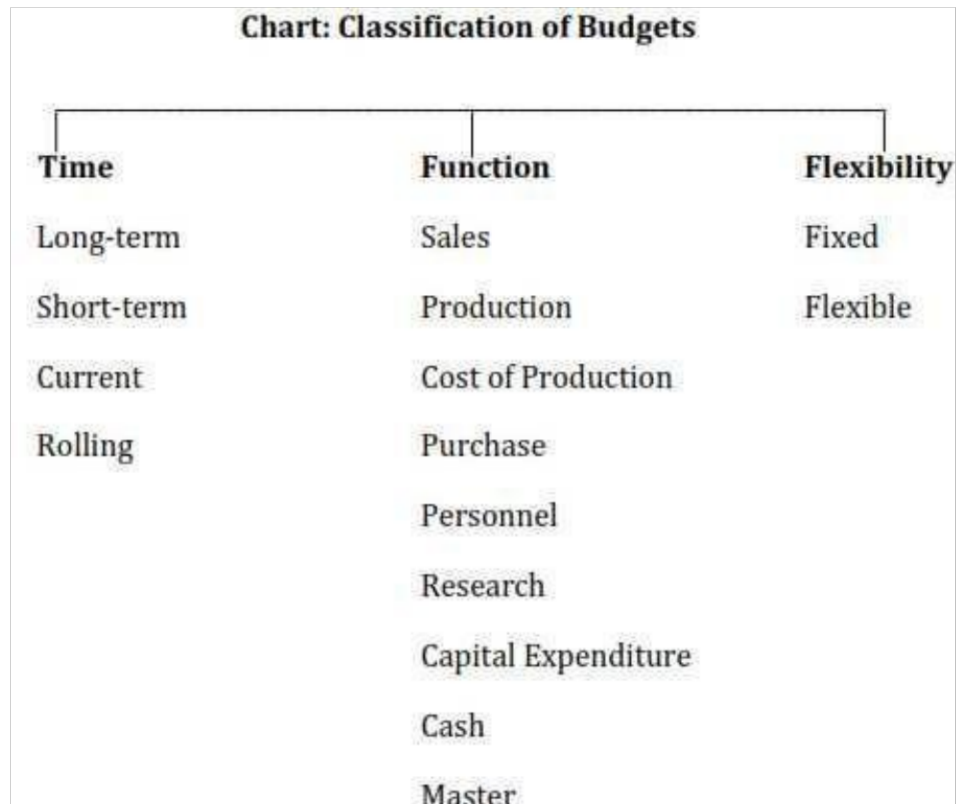 Chart: Classification of Budgets
Time Function Flexibility
Long-term Sales Fixed
Short-term Production Flexible
Current Cost of Production
Rolling Purchase
Personnel
Research
Capital Expenditure
Cash
Master